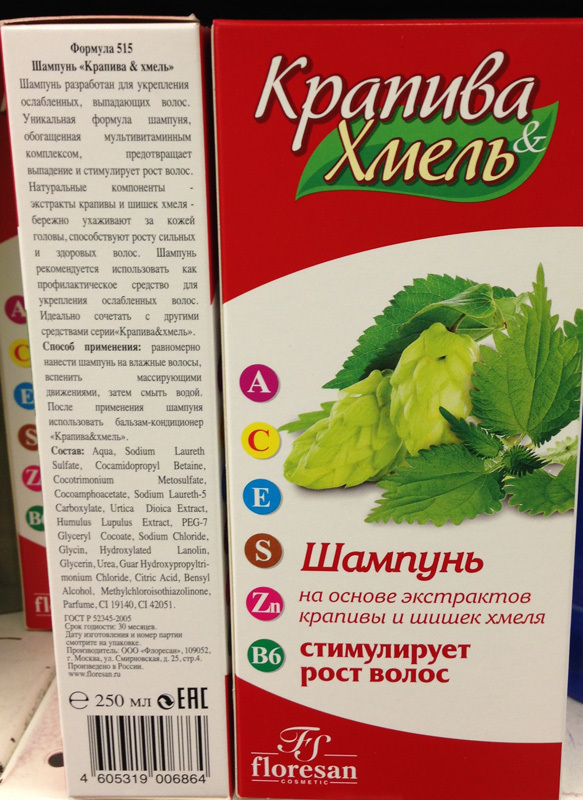 Формула 515
Шампунь «Крапива & хмель»
Шампунь разработан для укрепления
ослабленных, выпадающих волос.
Уникальная формула шампуня,
обогащенная мультивитаминным
комплексом, предотвращает
выпадение и стимулирует рост волос.
Натуральные компоненты -
экстракты крапивы и шишек хмеля -
бережно ухаживают за кожей
головы, способствуют росту сильных
и здоровых волос. Шампунь
рекомендуется использовать как
профилактическое средство для
укрепления ослабленных волос.
Идеально сочетать с другими
средствами серии«Крапива&хмель».
Способ применения: равномерно
нанести шампунь на влажные волосы,
вспенить массирующими
движениями, затем смыть водой.
После применения шампуня
использовать бальзам-кондиционер
«Крапива&хмель».
Состав: Aqua, Sodium Laureth
Sulfate, Cocamidopropyl Betaine,
Cocotrimonium Metosulfate,
Cocoamphoacetate, Sodium Laureth-5
Carboxylate, Urtica Dioica Extract,
Humulus Lupulus Extract, PEG-7
Glyceryl Cocoate, Sodium Chloride,
Glycin, Hydroxylated Lanolin,
Glycerin, Urea, Guar Hydroxypropyltri-
monium Chloride, Citric Acid, Bensyl
Alcohol, Methylchloroisothiazolinone,
Parfume, CI 19140, CI 42051.
ГОСТ Р 52345-2005
Срок годности: 30 месяцев.
Дата изготовления и номер партии
смотрите на упаковке.
Производитель: ООО «Флоресан», 109052,
г. Москва, ул. Смирновская, д. 25, стр.4.
Произведено в России.
www.floresan.ru
℮ 250 мл EAC
4 605319 006864
Крапива
& Хмель
A
C
E
S
Zn
B6
Шампунь
на основе экстрактов
крапивы и шишек хмеля
стимулирует
рост волос
FS
floresan
COSMETIC
A
C
E
S
Z
B
flor